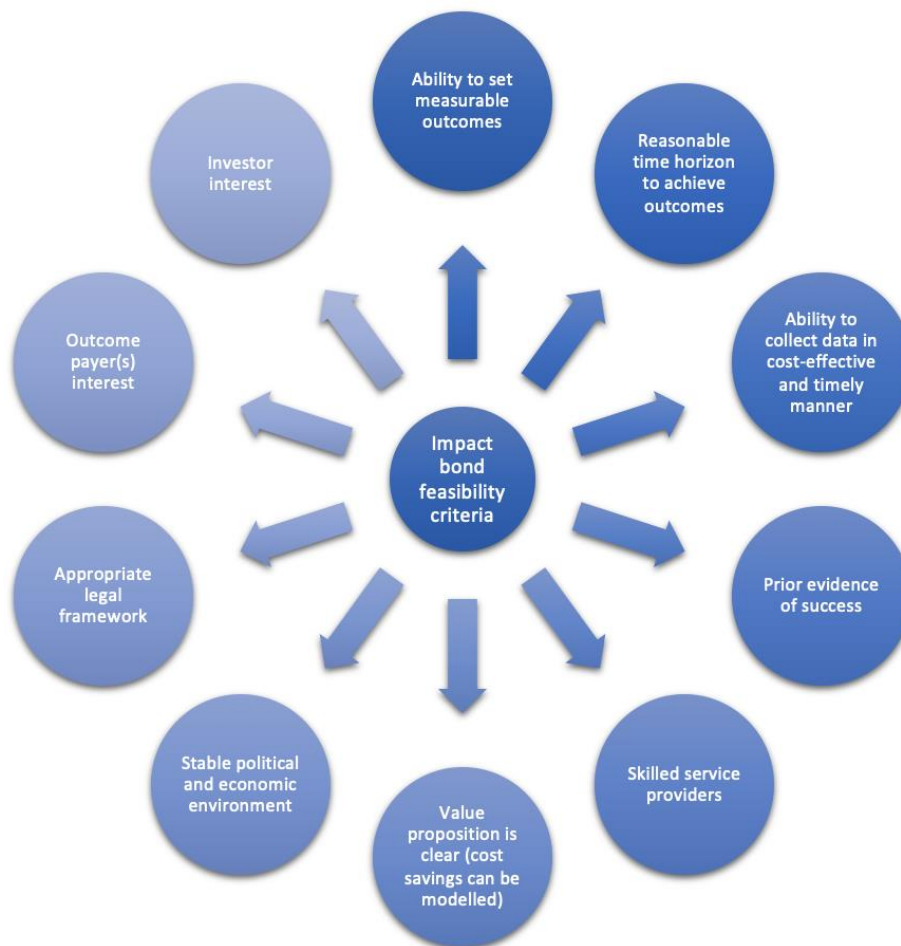 Ability to set
measurable
outcomes
Reasonable
time horizon
to achieve
outcomes
Ability to
collect data in
cost-effective
and timely
manner
Prior evidence
of success
Skilled service
providers
Value
proposition is
clear (cost
savings can be
modelled)
Stable political
and economic
environment
Appropriate
legal
framework
Outcome
payer(s)
interest
Investor
interest
Impact
bond
feasibility
criteria